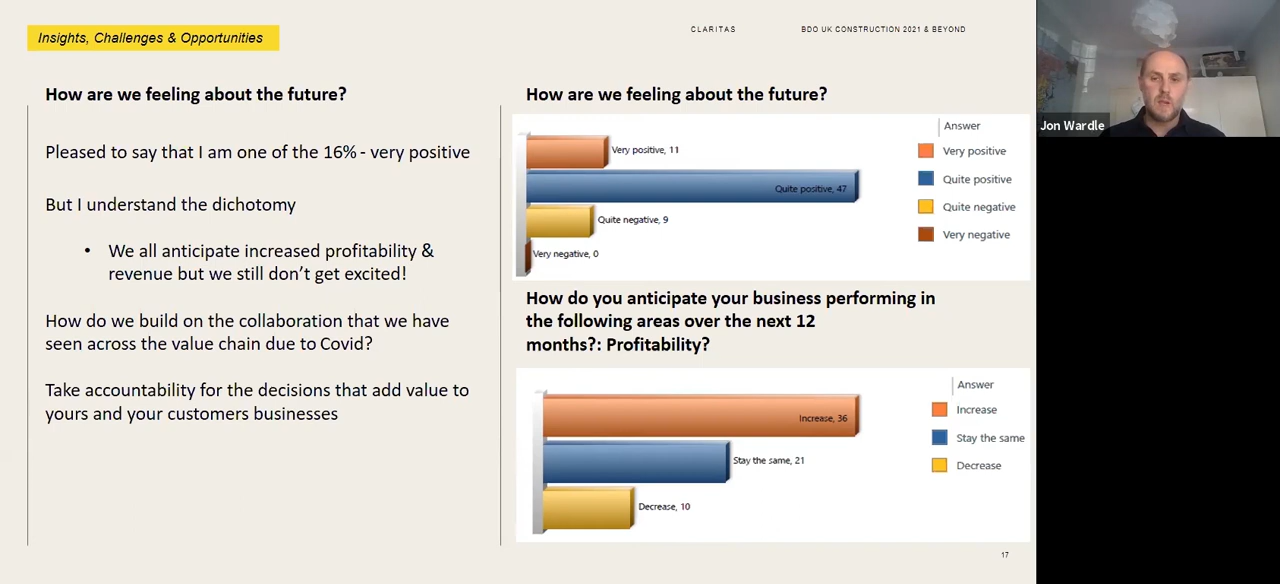 Insights, Challenges & Opportunities
CLARITAS
BDO UK CONSTRUCTION 2021 & BEYOND
How are we feeling about the future?
Pleased to say that I am one of the 16% - very positive
But I understand the dichotomy
• We all anticipate increased profitability &
revenue but we still don't get excited!
How do we build on the collaboration that we have
seen across the value chain due to Covid?
Take accountability for the decisions that add value to
yours and your customers businesses
How are we feeling about the future?
Very positive, 11
Quite positive, 47
Quite negative, 9
Very negative, 0
Answer
Very positive
Quite positive
Quite negative
Very negative
How do you anticipate your business performing in
the following areas over the next 12
months?: Profitability?
Increase, 36
Stay the same, 21
Decrease, 10
Answer
Increase
Stay the same
Decrease
17
Jon Wardle